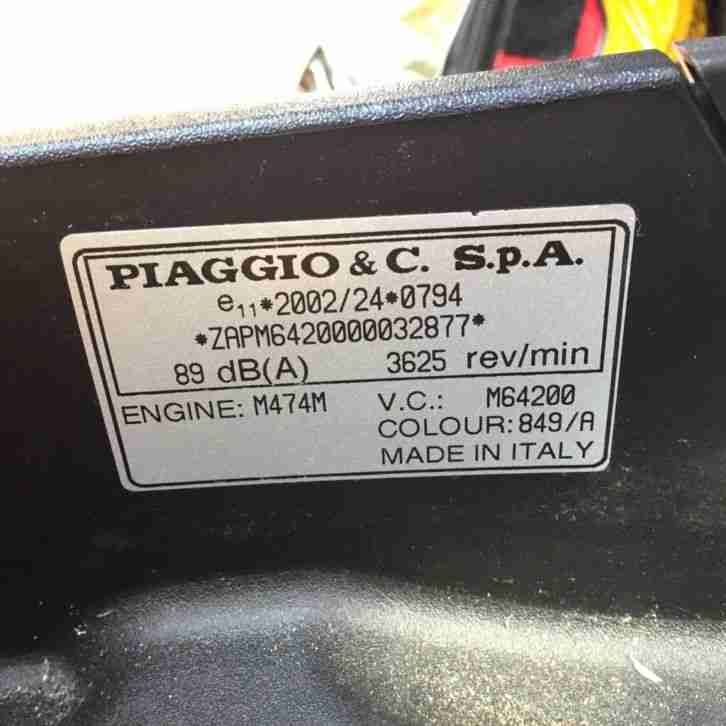 PIAGGIO & C. S.p.A.
e11*2002/24*0794
*ZAPM6420000032877*
89 dB(A) 3625 rev/min
ENGINE: M474M V.C.: M64200
COLOUR: 849/A
MADE IN ITALY